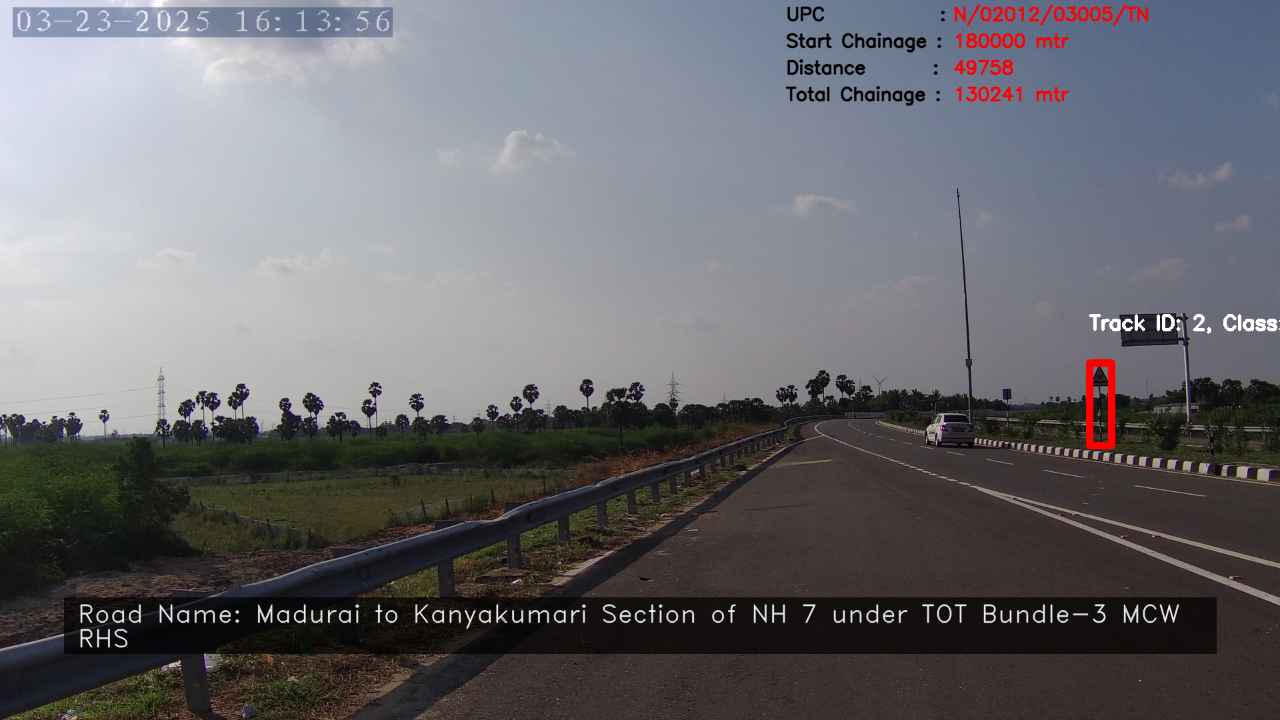 03-23-2025 16:13:56
UPC : N/02012/03005/TN
Start Chainage : 180000 mtr
Distance : 49758
Total Chainage : 130241 mtr
Track ID: 2, Class:
Road Name: Madurai to Kanyakumari Section of NH 7 under TOT Bundle-3 MCW
RHS